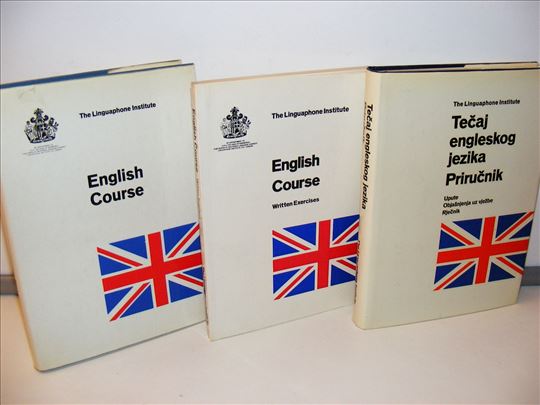 The Linguaphone Institute
English
Course
English Course
The Linguaphone Institute
English
Course
Written Exercises
Tečaj engleskog jezika
The Linguaphone Institute
Tečaj
engleskog
jezika
Priručnik
Upute
Objašnjenja uz vježbe
Rječnik